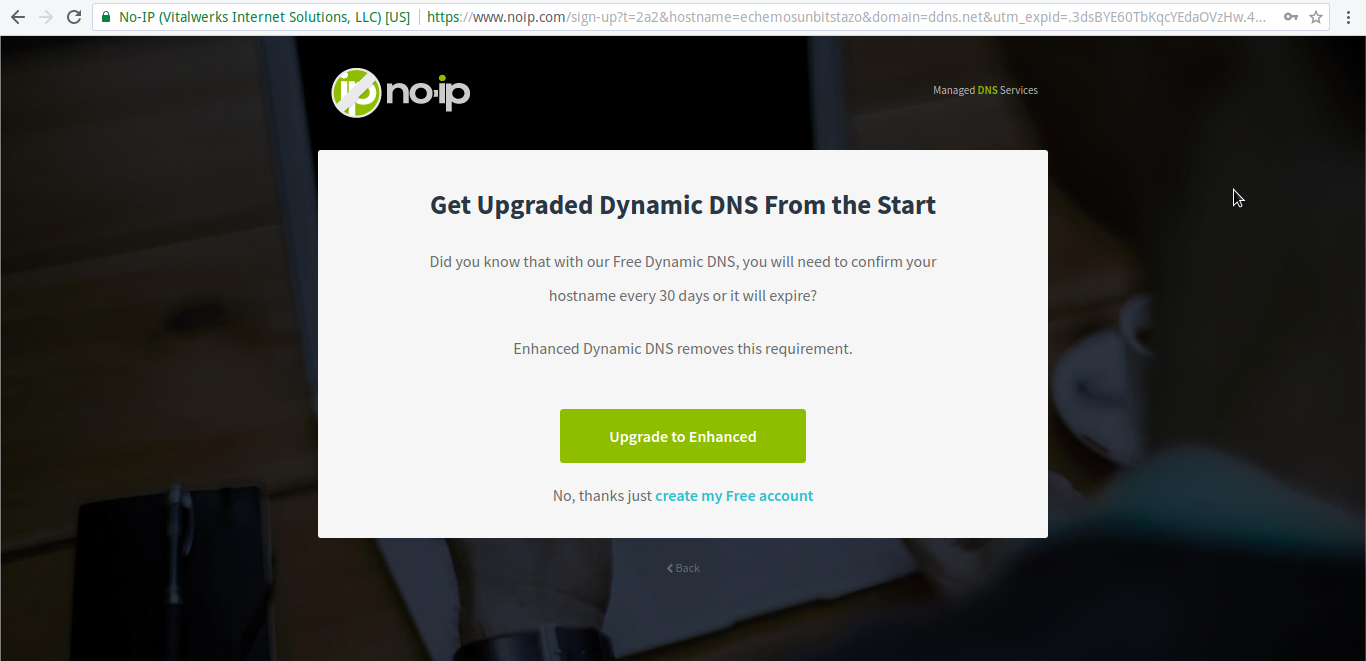 No-IP (Vitalwerks Internet Solutions, LLC) [US]
https://www.noip.com/sign-up?t=2a2&hostname=echemosunbitstazo&domain=ddns.net&utm_expid=.3dsBYE60TbKqcYEdaOVzHw.4...
ip no-ip
Managed DNS Services
Get Upgraded Dynamic DNS From the Start
Did you know that with our Free Dynamic DNS, you will need to confirm your
hostname every 30 days or it will expire?
Enhanced Dynamic DNS removes this requirement.
Upgrade to Enhanced
No, thanks just create my Free account
Back